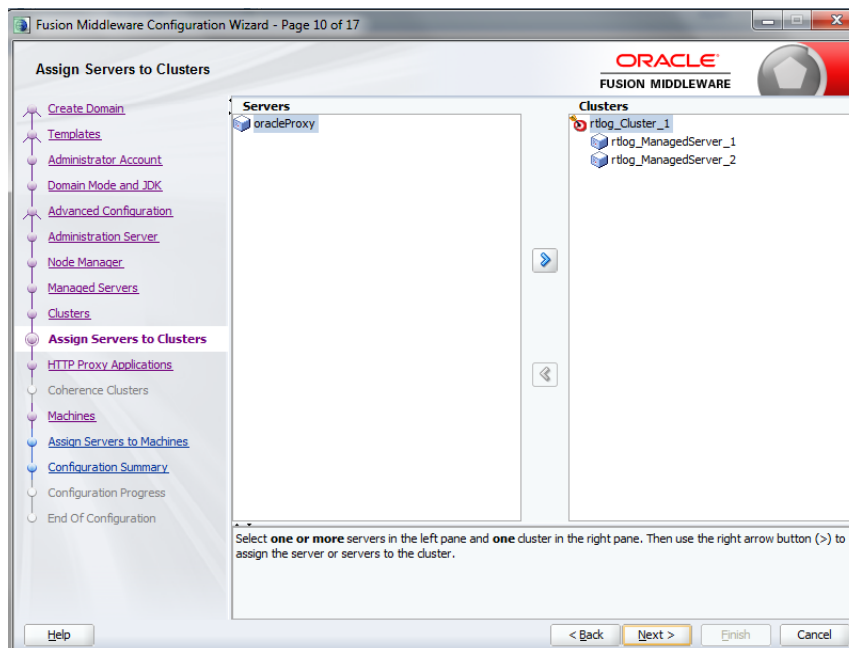 Fusion Middleware Configuration Wizard - Page 10 of 17
Assign Servers to Clusters
ORACLE
FUSION MIDDLEWARE
Create Domain
Templates
Administrator Account
Domain Mode and JDK
Advanced Configuration
Administration Server
Node Manager
Managed Servers
Clusters
Assign Servers to Clusters
HTTP Proxy Applications
Coherence Clusters
Machines
Assign Servers to Machines
Configuration Summary
Configuration Progress
End Of Configuration
Servers
oracleProxy
Clusters
rtlog_Cluster_1
rtlog_ManagedServer_1
rtlog_ManagedServer_2
Select one or more servers in the left pane and one cluster in the right pane. Then use the right arrow button (>) to
assign the server or servers to the cluster.
Help
< Back
Next >
Finish
Cancel